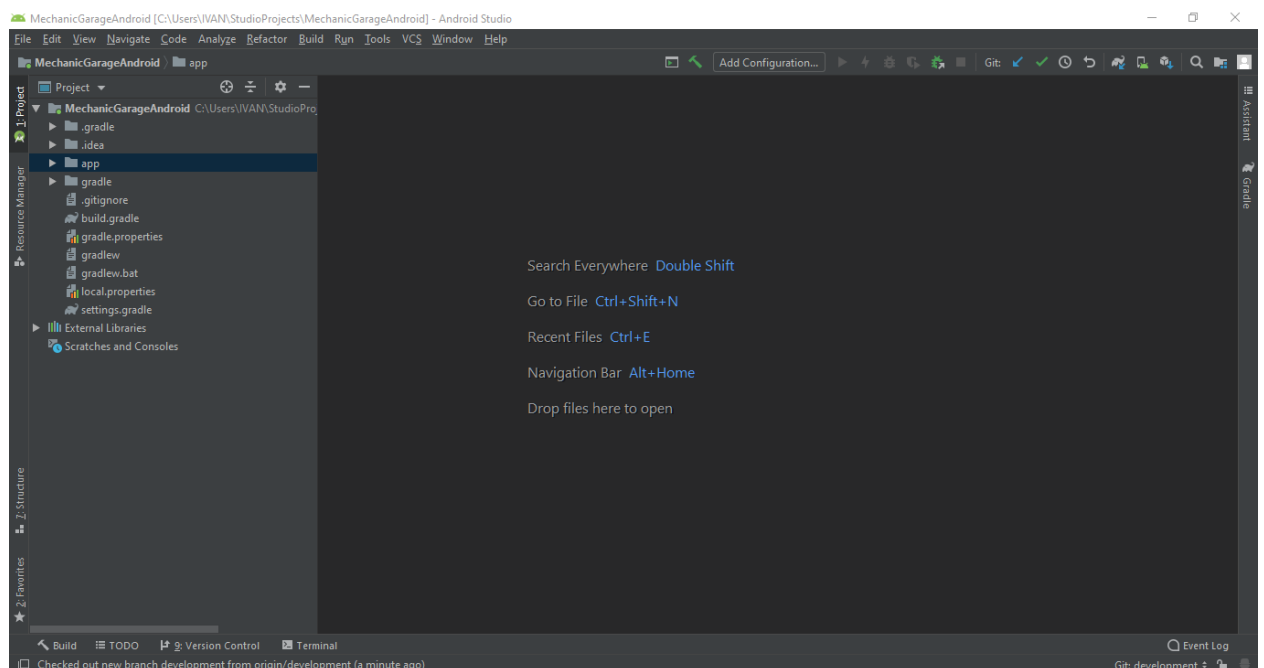 MechanicGarageAndroid [C:\Users\IVAN\StudioProjects\MechanicGarageAndroid] - Android Studio
File Edit View Navigate Code Analyze Refactor Build Run Tools VCS Window Help
MechanicGarageAndroid app
Add Configuration...
Git:
1: Project
Resource Manager
Z: Structure
2: Favorites
Project
MechanicGarageAndroid C:\Users\IVAN\StudioProj
.gradle
.idea
app
gradle
.gitignore
build.gradle
gradle.properties
gradlew
gradlew.bat
local.properties
settings.gradle
External Libraries
Scratches and Consoles
Search Everywhere Double Shift
Go to File Ctrl+Shift+N
Recent Files Ctrl+E
Navigation Bar Alt+Home
Drop files here to open
Assistant
Gradle
Build TODO 9: Version Control Terminal
Event Log
Checked out new branch development from origin/development (a minute ago)
Git: development